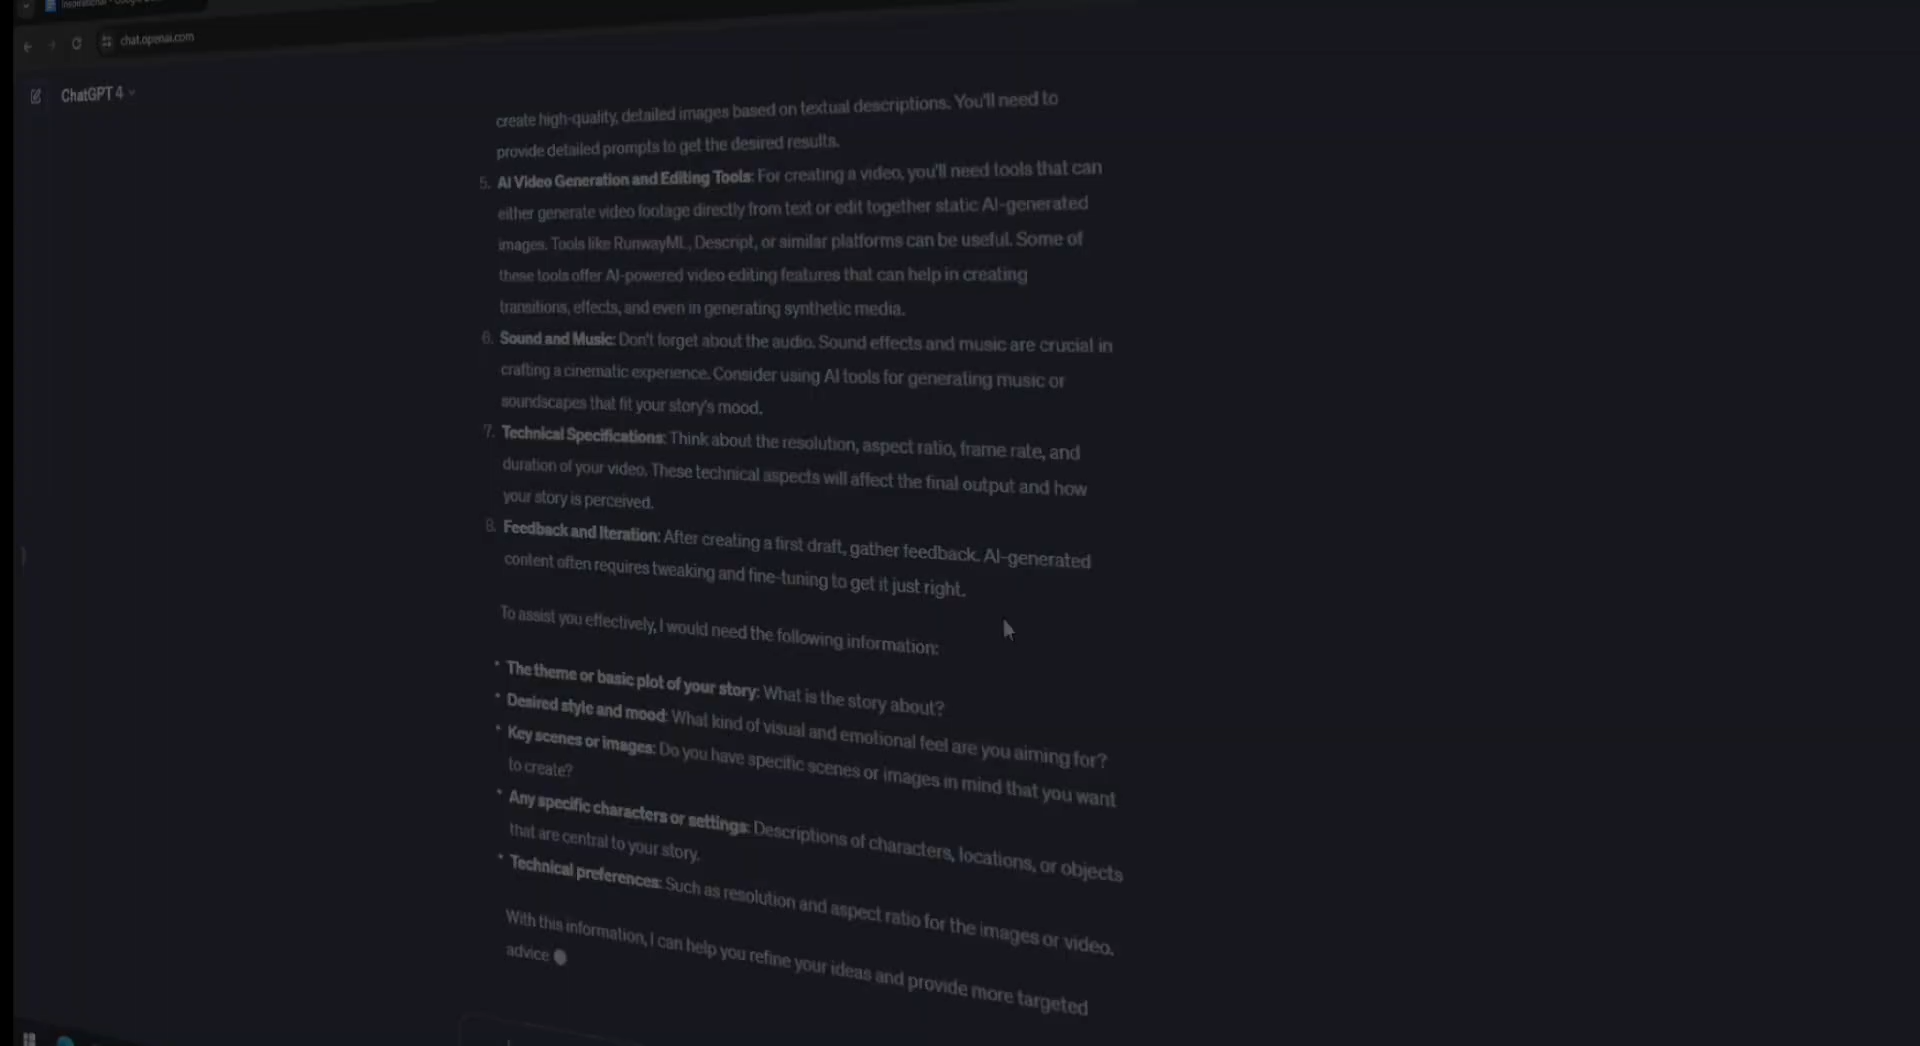 Inspirational - Google
chat.openai.com
ChatGPT 4
create high-quality, detailed images based on textual descriptions. You'll need to
provide detailed prompts to get the desired results.
5. AI Video Generation and Editing Tools: For creating a video, you'll need tools that can
either generate video footage directly from text or edit together static AI-generated
images. Tools like RunwayML, Descript, or similar platforms can be useful. Some of
these tools offer AI-powered video editing features that can help in creating
transitions, effects, and even in generating synthetic media.
6. Sound and Music: Don't forget about the audio. Sound effects and music are crucial in
crafting a cinematic experience. Consider using AI tools for generating music or
soundscapes that fit your story's mood.
7. Technical Specifications: Think about the resolution, aspect ratio, frame rate, and
duration of your video. These technical aspects will affect the final output and how
your story is perceived.
8. Feedback and Iteration: After creating a first draft, gather feedback. AI-generated
content often requires tweaking and fine-tuning to get it just right.
To assist you effectively, I would need the following information:
• The theme or basic plot of your story: What is the story about?
• Desired style and mood: What kind of visual and emotional feel are you aiming for?
• Key scenes or images: Do you have specific scenes or images in mind that you want
to create?
• Any specific characters or settings: Descriptions of characters, locations, or objects
that are central to your story.
• Technical preferences: Such as resolution and aspect ratio for the images or video.
With this information, I can help you refine your ideas and provide more targeted
advice